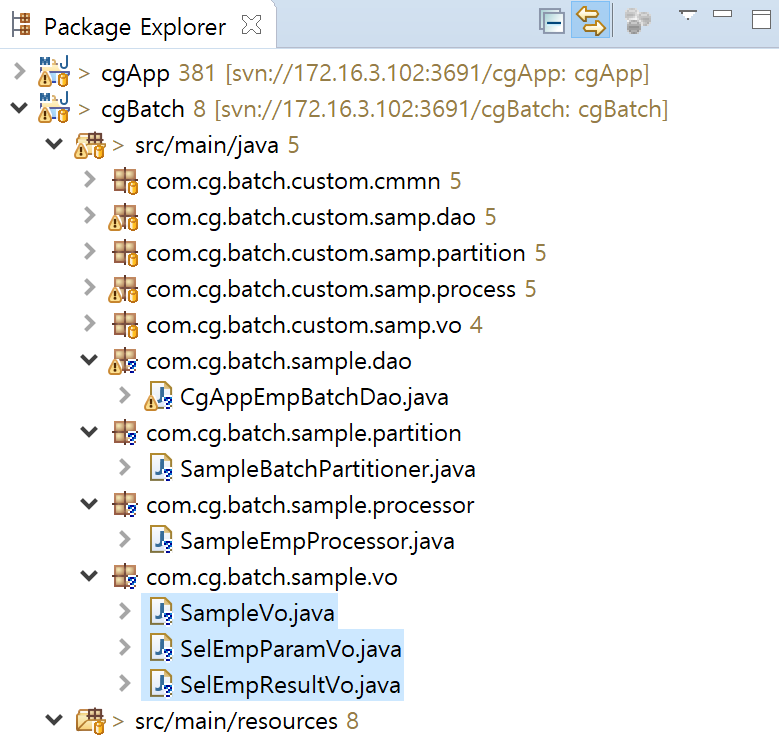 Package Explorer
> cgApp 381 [svn://172.16.3.102:3691/cgApp: cgApp]
> cgBatch 8 [svn://172.16.3.102:3691/cgBatch: cgBatch]
> src/main/java 5
com.cg.batch.custom.cmmn 5
com.cg.batch.custom.samp.dao 5
com.cg.batch.custom.samp.partition 5
com.cg.batch.custom.samp.process 5
com.cg.batch.custom.samp.vo 4
com.cg.batch.sample.dao
CgAppEmpBatchDao.java
com.cg.batch.sample.partition
SampleBatchPartitioner.java
com.cg.batch.sample.processor
SampleEmpProcessor.java
com.cg.batch.sample.vo
SampleVo.java
SelEmpParamVo.java
SelEmpResultVo.java
> src/main/resources 8